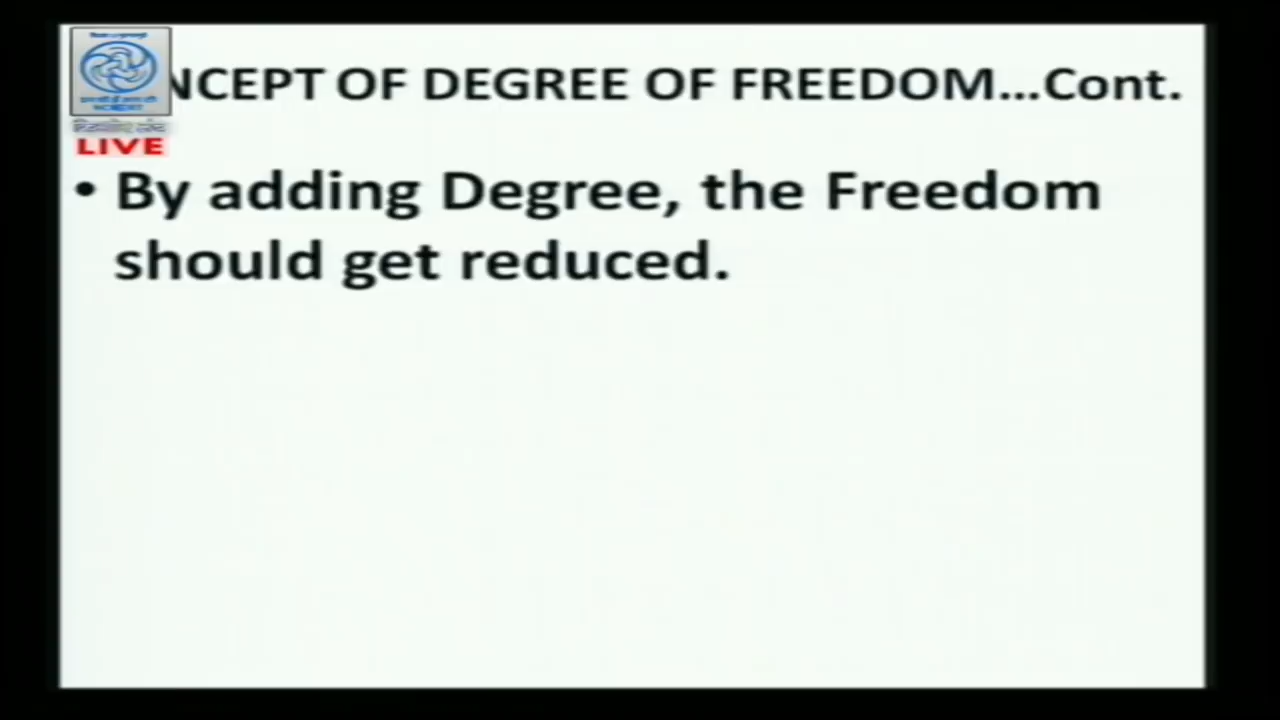 NCEPT OF DEGREE OF FREEDOM...Cont.
LIVE
• By adding Degree, the Freedom
should get reduced.